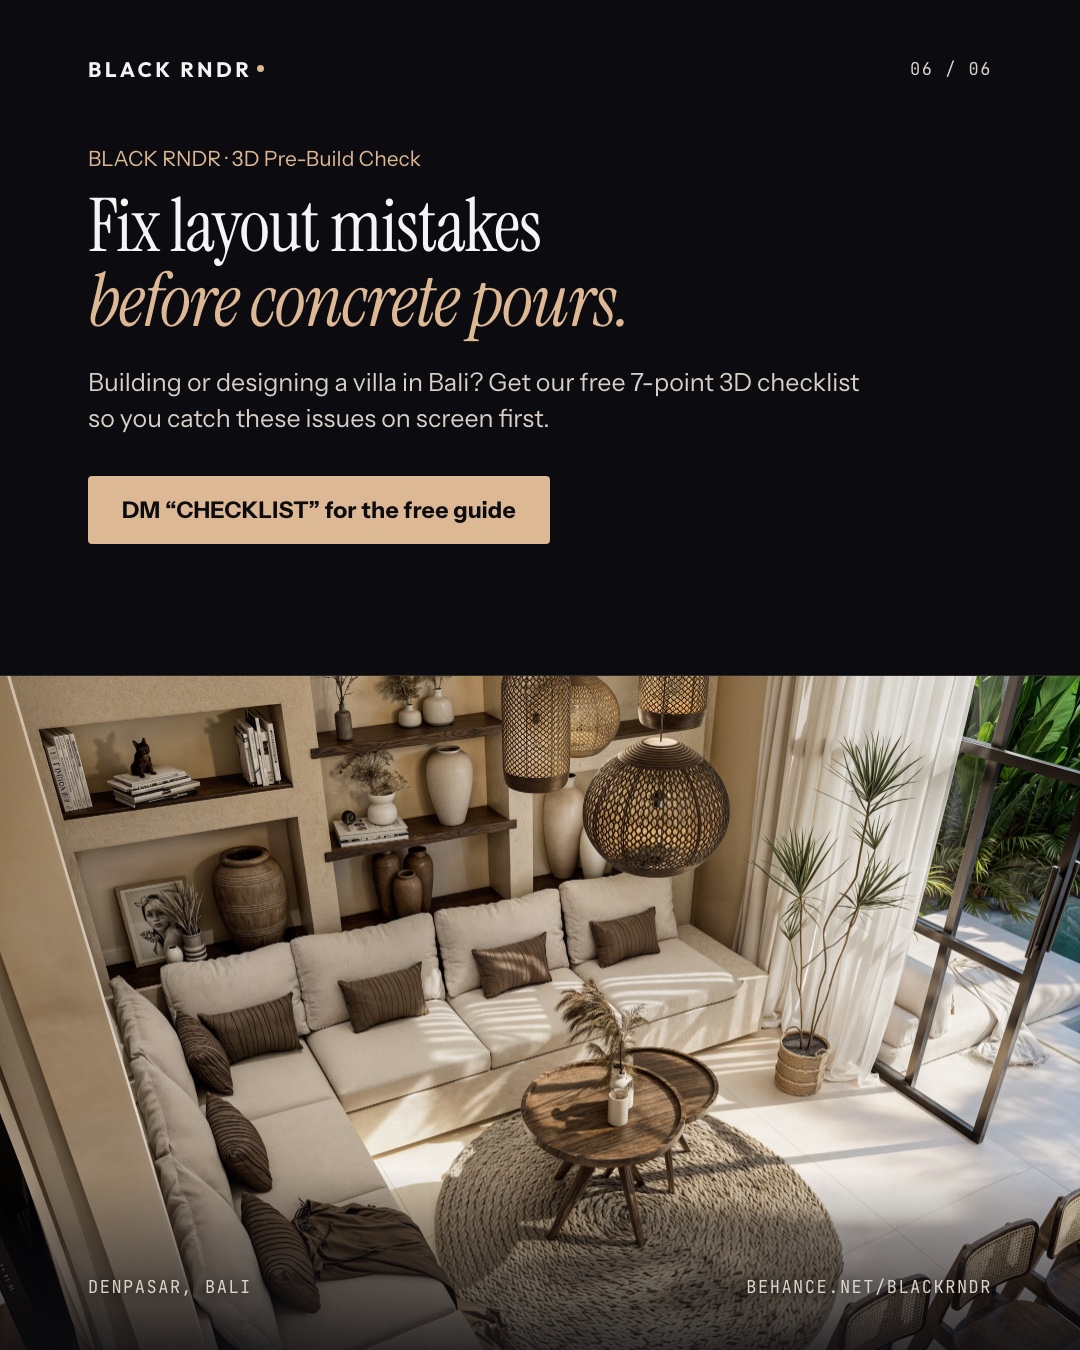 BLACK RNDR
06 / 06
BLACK RNDR · 3D Pre-Build Check
Fix layout mistakes
before concrete pours.
Building or designing a villa in Bali? Get our free 7-point 3D checklist
so you catch these issues on screen first.
DM “CHECKLIST” for the free guide
DENPASAR, BALI
BEHANCE.NET/BLACKRNDR